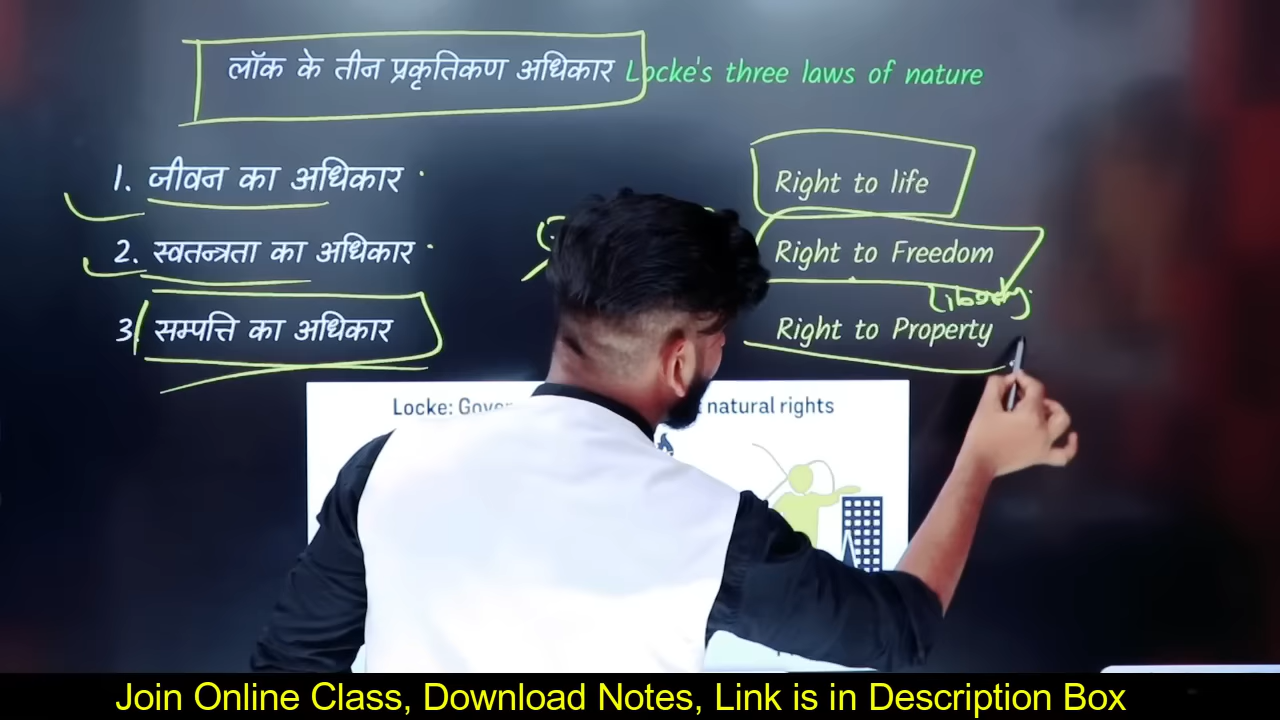 लॉक के तीन प्रकृतिकण अधिकार Locke's three laws of nature
1. जीवन का अधिकार Right to life
2. स्वतन्त्रता का अधिकार Right to Freedom
Liberty
3 सम्पत्ति का अधिकार Right to Property
Locke: natural rights
Join Online Class, Download Notes, Link is in Description Box